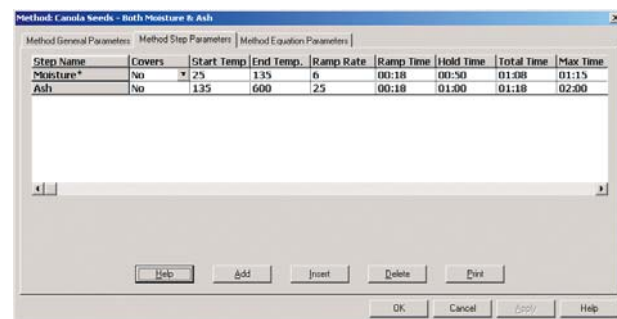 Method: Canola Seeds - Both Moisture & Ash
Method General Parameters Method Step Parameters Method Equation Parameters
Step Name Covers Start Temp End Temp. Ramp Rate Ramp Time Hold Time Total Time Max Time
Moisture* No 25 135 6 00:18 00:50 01:08 01:15
Ash No 135 600 25 00:18 01:00 01:18 02:00
Help Add Insert Delete Print
OK Cancel Apply Help